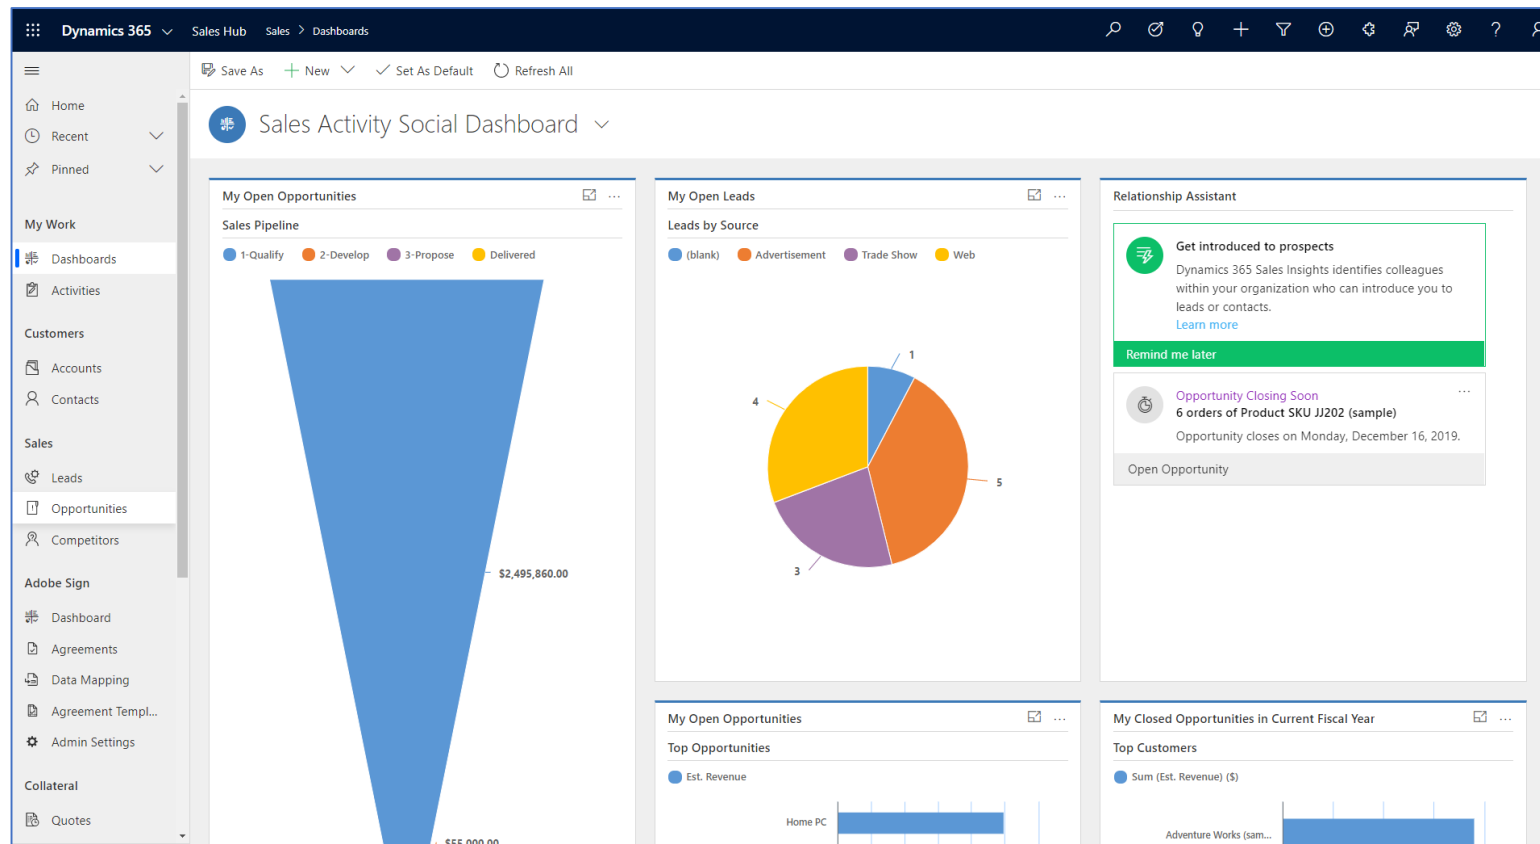 Dynamics 365 Sales Hub Sales > Dashboards ?
Save As New Set As Default Refresh All
Home
Recent
Pinned
My Work
Dashboards
Activities
Customers
Accounts
Contacts
Sales
Leads
Opportunities
Competitors
Adobe Sign
Dashboard
Agreements
Data Mapping
Agreement Templ...
Admin Settings
Collateral
Quotes
Sales Activity Social Dashboard
My Open Opportunities ...
Sales Pipeline
1-Qualify 2-Develop 3-Propose Delivered
$2,495,860.00
$55,000.00
My Open Leads ...
Leads by Source
(blank) Advertisement Trade Show Web
1
4
5
3
Relationship Assistant
Get introduced to prospects
Dynamics 365 Sales Insights identifies colleagues
within your organization who can introduce you to
leads or contacts.
Learn more
Remind me later
Opportunity Closing Soon ...
6 orders of Product SKU JJ202 (sample)
Opportunity closes on Monday, December 16, 2019.
Open Opportunity
My Open Opportunities ...
Top Opportunities
Est. Revenue
Home PC
My Closed Opportunities in Current Fiscal Year ...
Top Customers
Sum (Est. Revenue) ($)
Adventure Works (sam...